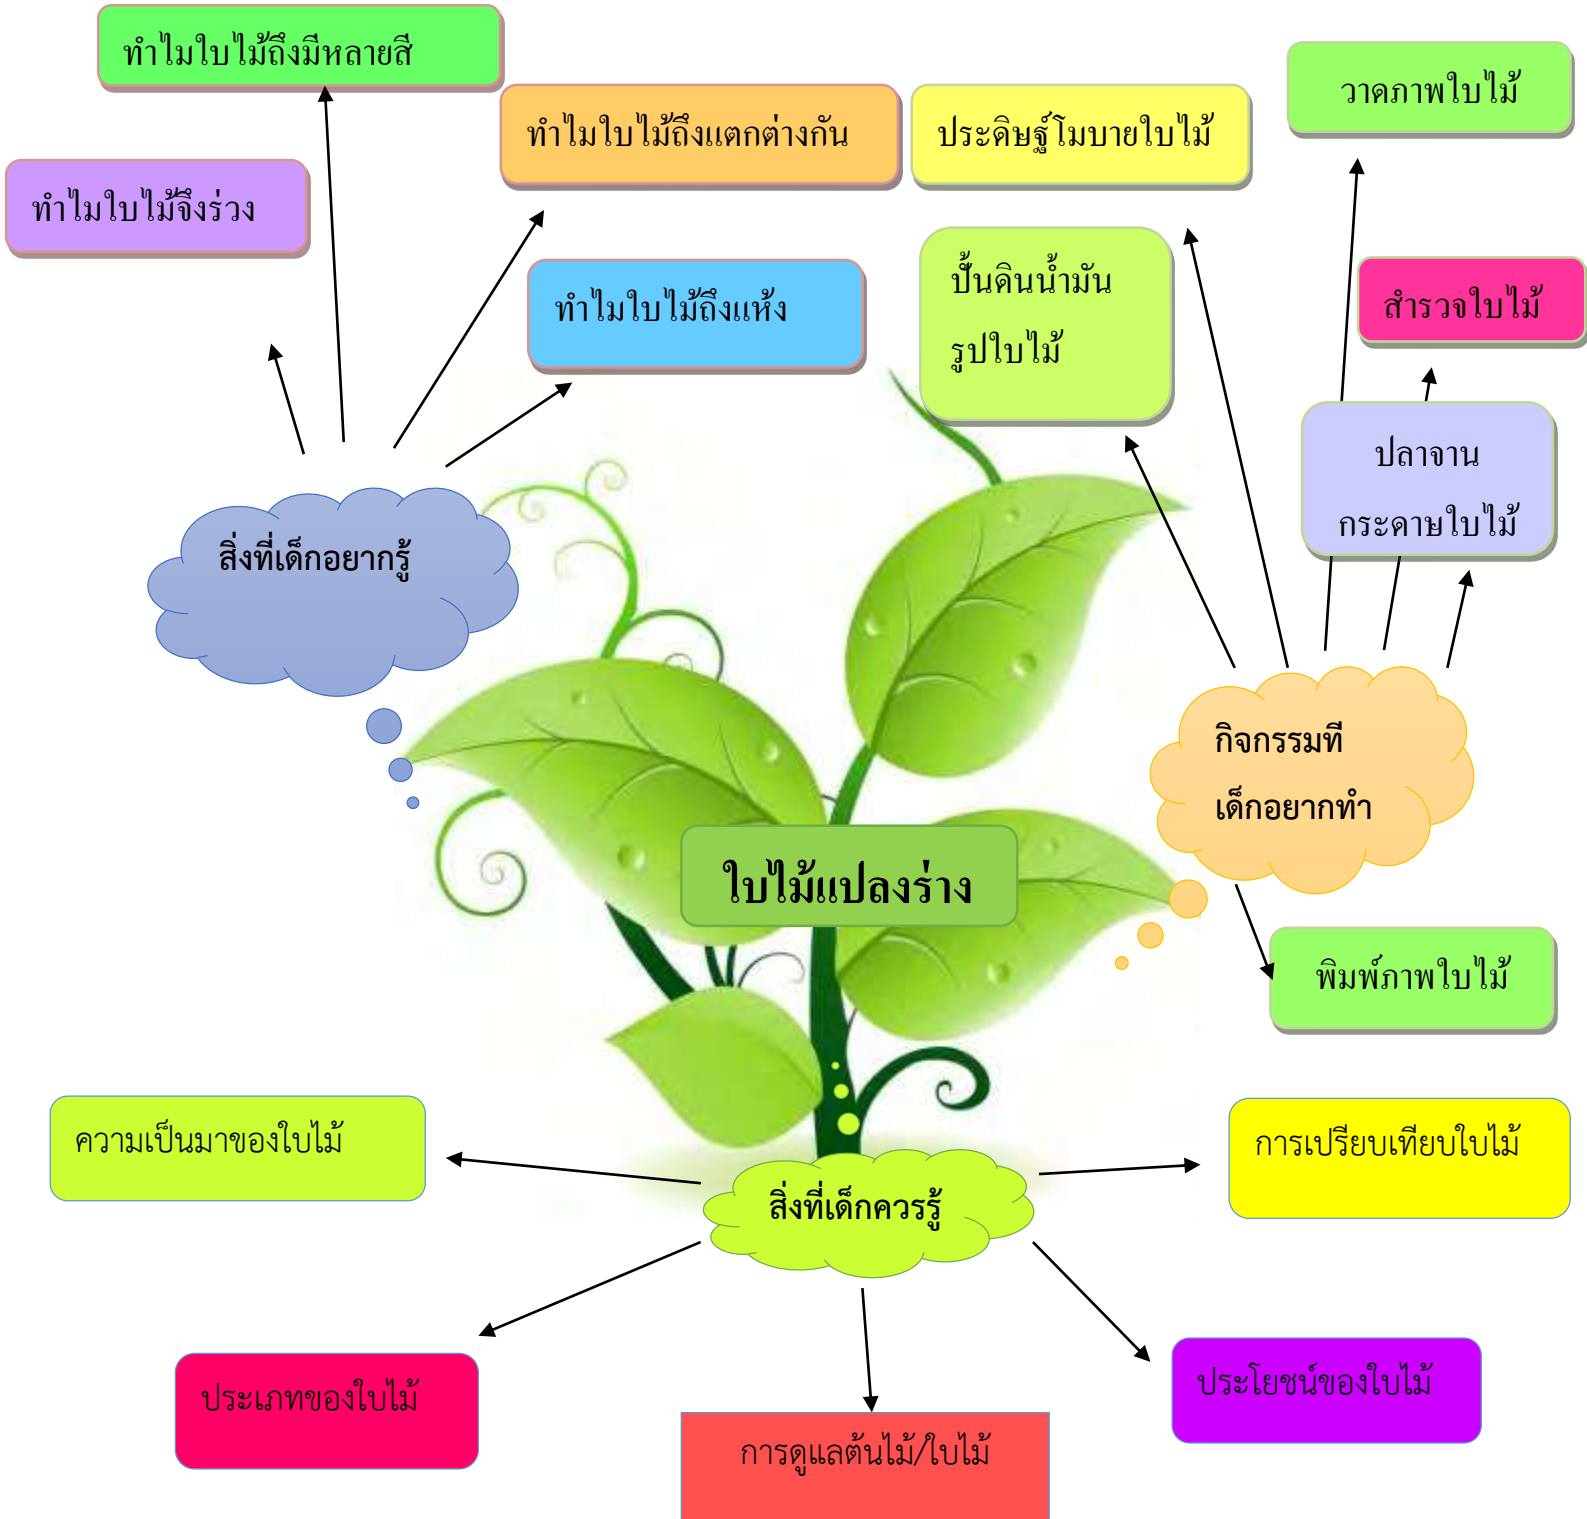 ทำไมใบไม้ถึงมีหลายสี
วาดภาพใบไม้
ทำไมใบไม้ถึงแตกต่างกัน
ประดิษฐ์โมบายใบไม้
ทำไมใบไม้จึงร่วง
ปั้นดินน้ำมัน
รูปใบไม้
สำรวจใบไม้
ทำไมใบไม้ถึงแห้ง
ปลาจาน
กระดาษใบไม้
สิ่งที่เด็กอยากรู้
กิจกรรมที่
เด็กอยากทำ
ใบไม้แปลงร่าง
พิมพ์ภาพใบไม้
ความเป็นมาของใบไม้
การเปรียบเทียบใบไม้
สิ่งที่เด็กควรรู้
ประเภทของใบไม้
ประโยชน์ของใบไม้
การดูแลต้นไม้/ใบไม้